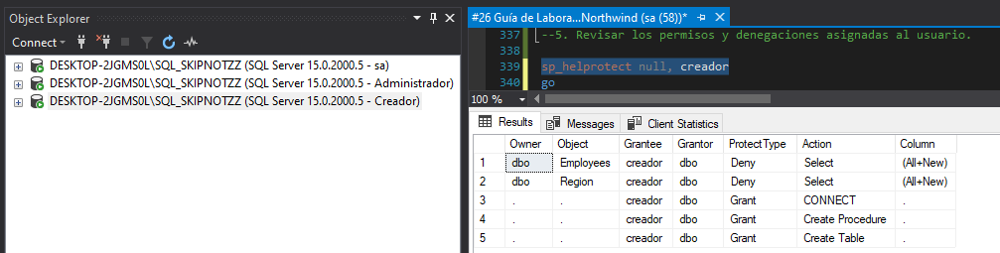 Object Explorer
Connect
DESKTOP-2JGMS0L\SQL_SKIPNOTZZ (SQL Server 15.0.2000.5 - sa)
DESKTOP-2JGMS0L\SQL_SKIPNOTZZ (SQL Server 15.0.2000.5 - Administrador)
DESKTOP-2JGMS0L\SQL_SKIPNOTZZ (SQL Server 15.0.2000.5 - Creador)
#26 Guía de Labora...Northwind (sa (58))*
337 --5. Revisar los permisos y denegaciones asignadas al usuario.
338
339 sp_helprotect null, creador
340 go
100 %
Results Messages Client Statistics
Owner Object Grantee Grantor ProtectType Action Column
1 dbo Employees creador dbo Deny Select (All+New)
2 dbo Region creador dbo Deny Select (All+New)
3 . . creador dbo Grant CONNECT .
4 . . creador dbo Grant Create Procedure .
5 . . creador dbo Grant Create Table .